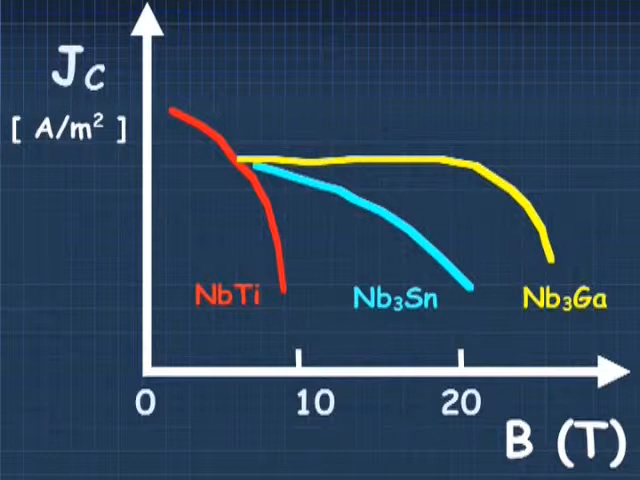 Jc
[ A/m² ]
NbTi
Nb₃Sn
Nb₃Ga
0
10
20
B (T)